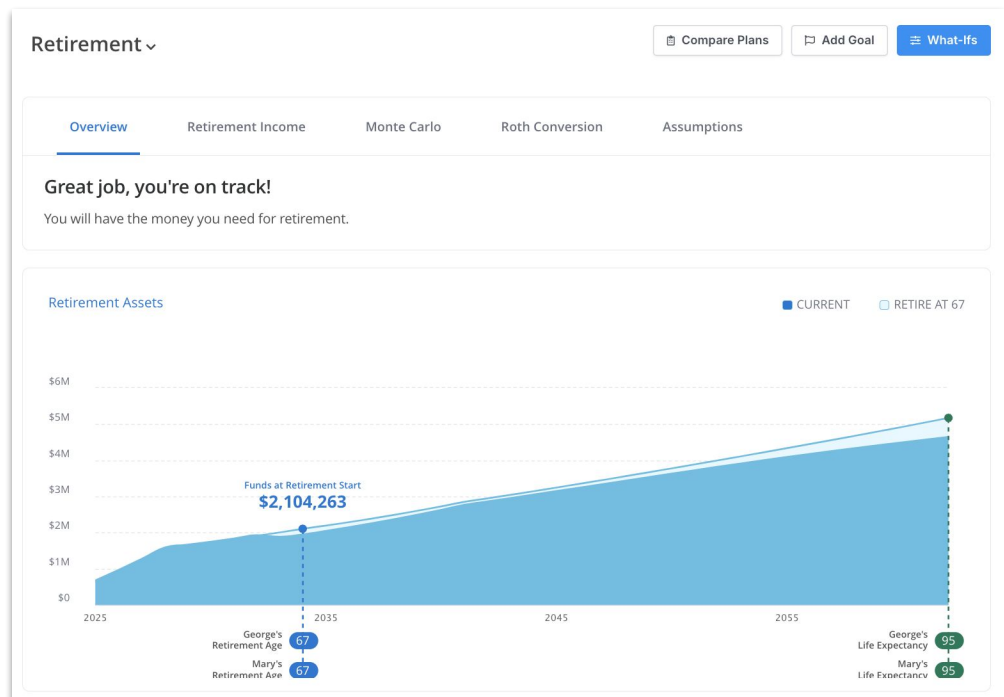 Retirement
Compare Plans
Add Goal
What-Ifs
Overview
Retirement Income
Monte Carlo
Roth Conversion
Assumptions
Great job, you're on track!
You will have the money you need for retirement.
Retirement Assets
CURRENT
RETIRE AT 67
$6M
$5M
$4M
$3M
$2M
$1M
$0
Funds at Retirement Start
$2,104,263
2025
2035
2045
2055
George's
Retirement Age
67
Mary's
Retirement Age
67
George's
Life Expectancy
95
Mary's
Life Expectancy
95